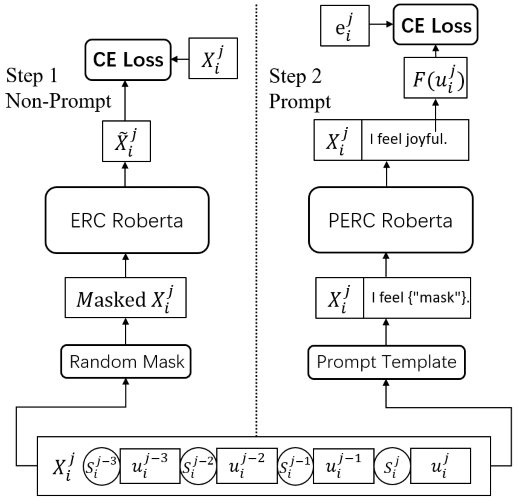 Step 1
Non-Prompt
CE Loss
$X_i^j$
$\tilde{X}_i^j$
ERC Roberta
Masked $X_i^j$
Random Mask
Step 2
Prompt
$e_i^j$
CE Loss
$F(u_i^j)$
$X_i^j$ I feel joyful.
PERC Roberta
$X_i^j$ I feel {"mask"}.
Prompt Template
$X_i^j$ $S_i^{j-3}$ $u_i^{j-3}$ $S_i^{j-2}$ $u_i^{j-2}$ $S_i^{j-1}$ $u_i^{j-1}$ $S_i^j$ $u_i^j$